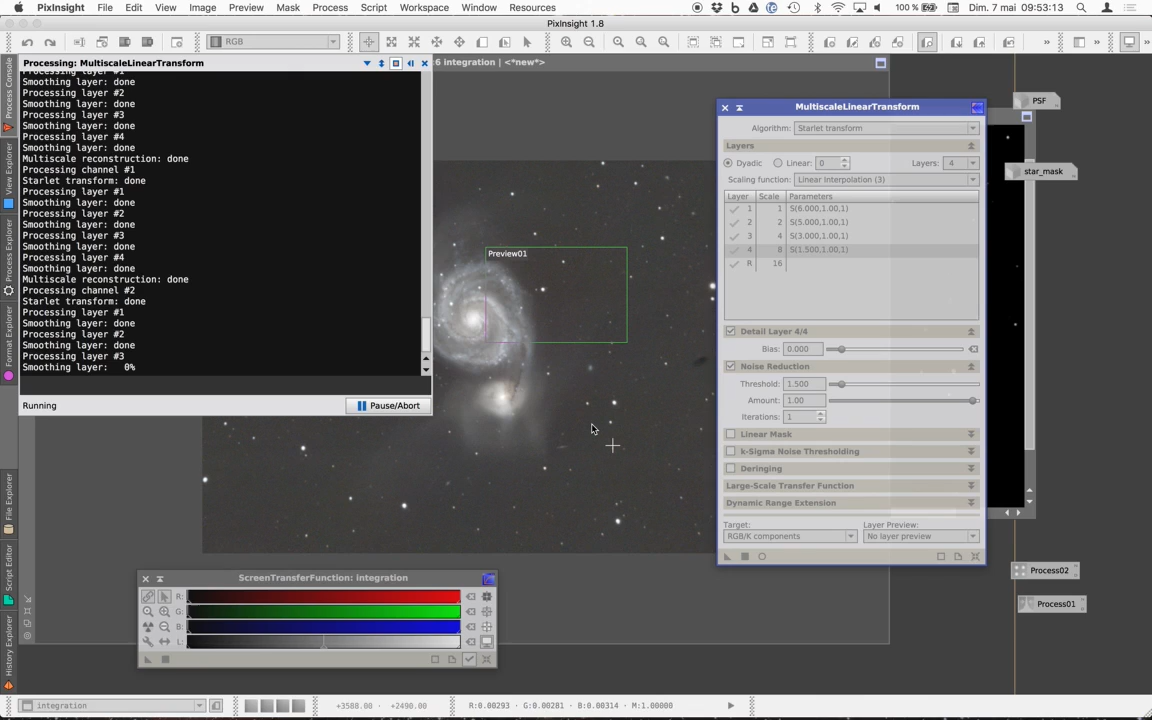 PixInsight File Edit View Image Preview Mask Process Script Workspace Window Resources 100 % Dim. 7 mai 09:53:13
PixInsight 1.8
RGB
Processing: MultiscaleLinearTransform
6 integration | <*new*>
Processing layer #1
Smoothing layer: done
Processing layer #2
Smoothing layer: done
Processing layer #3
Smoothing layer: done
Processing layer #4
Smoothing layer: done
Multiscale reconstruction: done
Processing channel #1
Starlet transform: done
Processing layer #1
Smoothing layer: done
Processing layer #2
Smoothing layer: done
Processing layer #3
Smoothing layer: done
Processing layer #4
Smoothing layer: done
Multiscale reconstruction: done
Processing channel #2
Starlet transform: done
Processing layer #1
Smoothing layer: done
Processing layer #2
Smoothing layer: done
Processing layer #3
Smoothing layer: 0%
Running
Pause/Abort
Process Console
View Explorer
Process Explorer
Format Explorer
File Explorer
Script Editor
History Explorer
Preview01
MultiscaleLinearTransform
Algorithm: Starlet transform
Layers
Dyadic Linear: 0 Layers: 4
Scaling function: Linear Interpolation (3)
Layer Scale Parameters
1 1 S(6.000,1.00,1)
2 2 S(5.000,1.00,1)
3 4 S(3.000,1.00,1)
4 8 S(1.500,1.00,1)
R 16
Detail Layer 4/4
Bias: 0.000
Noise Reduction
Threshold: 1.500
Amount: 1.00
Iterations: 1
Linear Mask
k-Sigma Noise Thresholding
Deringing
Large-Scale Transfer Function
Dynamic Range Extension
Target: Layer Preview:
RGB/K components No layer preview
PSF
star_mask
Process02
Process01
ScreenTransferFunction: integration
R:
G:
B:
L:
integration
+3588.00 · +2490.00
R:0.00293 · G:0.00281 · B:0.00314 · M:1.00000